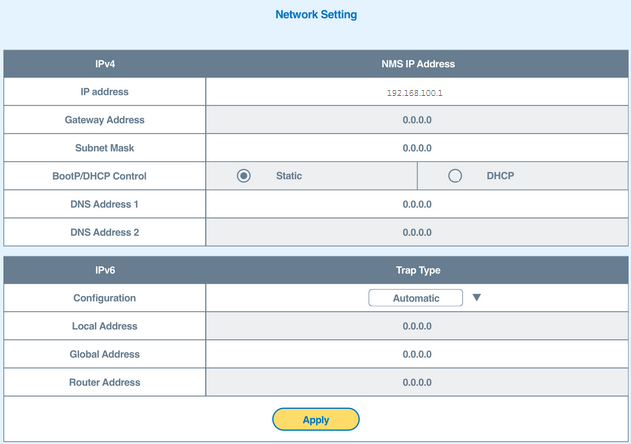 Network Setting
IPv4 NMS IP Address
IP address 192.168.100.1
Gateway Address 0.0.0.0
Subnet Mask 0.0.0.0
BootP/DHCP Control Static DHCP
DNS Address 1 0.0.0.0
DNS Address 2 0.0.0.0
IPv6 Trap Type
Configuration Automatic
Local Address 0.0.0.0
Global Address 0.0.0.0
Router Address 0.0.0.0
Apply